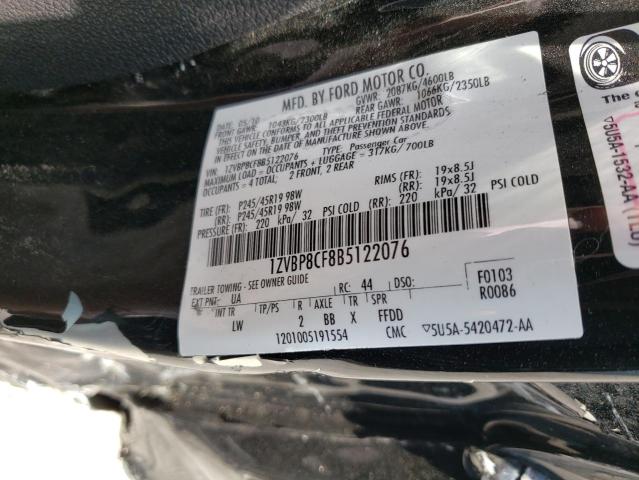 MFD. BY FORD MOTOR CO.
DATE: 05/10 GVWR: 2087KG/4600LB
FRONT GAWR: 1043KG/2300LB REAR GAWR: 1066KG/2350LB
THIS VEHICLE CONFORMS TO ALL APPLICABLE FEDERAL MOTOR
VEHICLE SAFETY, BUMPER, AND THEFT PREVENTION STANDARDS
IN EFFECT ON THE DATE OF MANUFACTURE SHOWN ABOVE.
VIN: 1ZVBP8CF8B5122076 TYPE: Passenger Car
MAXIMUM LOAD = OCCUPANTS + LUGGAGE = 317KG/700LB
OCCUPANTS = 4 TOTAL; 2 FRONT, 2 REAR
TIRE (FR): P245/45R19 98W RIMS (FR): 19x8.5J
(RR): P245/45R19 98W (RR): 19x8.5J
PRESSURE (FR): 220 kPa/ 32 PSI COLD (RR): 220 kPa/ 32 PSI COLD
1ZVBP8CF8B5122076
TRAILER TOWING - SEE OWNER GUIDE
EXT PNT: UA RC: 44 DSO: F0103
INT TR TP/PS R AXLE TR SPR R0086
LW 2 BB X FFDD
1201005191554 CMC ▽5U5A-5420472-AA
The
▽5U5A-1532-AA (1L6)